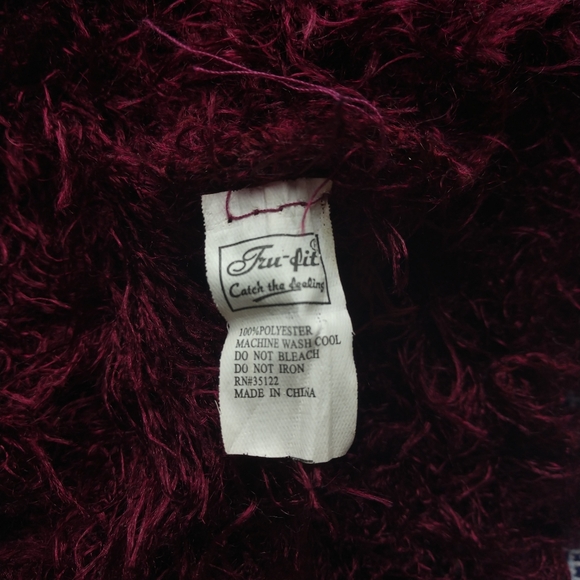 Tru-fit
Catch the feeling
100%POLYESTER
MACHINE WASH COOL
DO NOT BLEACH
DO NOT IRON
RN#35122
MADE IN CHINA